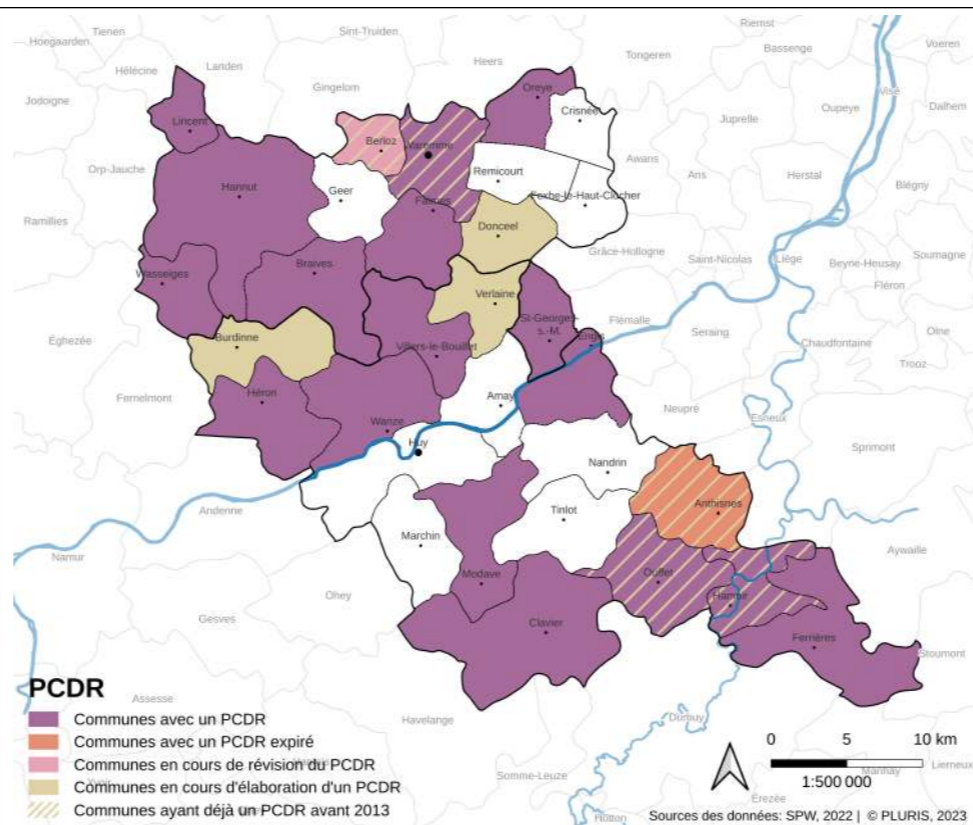 Hoegaarden
Tienen
Sint-Truiden
Riemst
Bassenge
Voeren
Hélécine
Landen
Heers
Tongeren
Gingelom
Jodoigne
Oreye
Visé
Lincent
Crisnée
Oupeye
Dalhem
Juprelle
Berloz
Waremme
Orp-Jauche
Remicourt
Awans
Ans
Herstal
Blégny
Hannut
Geer
Fexhe-le-Haut-Clocher
Faimes
Ramillies
Donceel
Grâce-Hollogne
Saint-Nicolas
Liège
Beyne-Heusay
Soumagne
Wasseiges
Braives
Fléron
Verlaine
St-Georges-
s.-M.
Flémalle
Seraing
Olne
Éghezée
Burdinne
Villers-le-Bouillet
Engis
Chaudfontaine
Trooz
Fernelmont
Héron
Amay
Neupré
Esneux
Wanze
Huy
Sprimont
Nandrin
Andenne
Anthisnes
Tinlot
Marchin
Namur
Aywaille
Modave
Ouffet
Hamoir
Ohey
Gesves
Clavier
Ferrières
Stoumont
PCDR
Assesse
Havelange
Durbuy
Communes avec un PCDR
Communes avec un PCDR expiré
Communes en cours de révision du PCDR
Communes en cours d'élaboration d'un PCDR
Communes ayant déjà un PCDR avant 2013
0 5 10 km
1:500 000
Manhay
Lierneux
Yvoir
Somme-Leuze
Erezée
Hotton
Sources des données: SPW, 2022 | © PLURIS, 2023